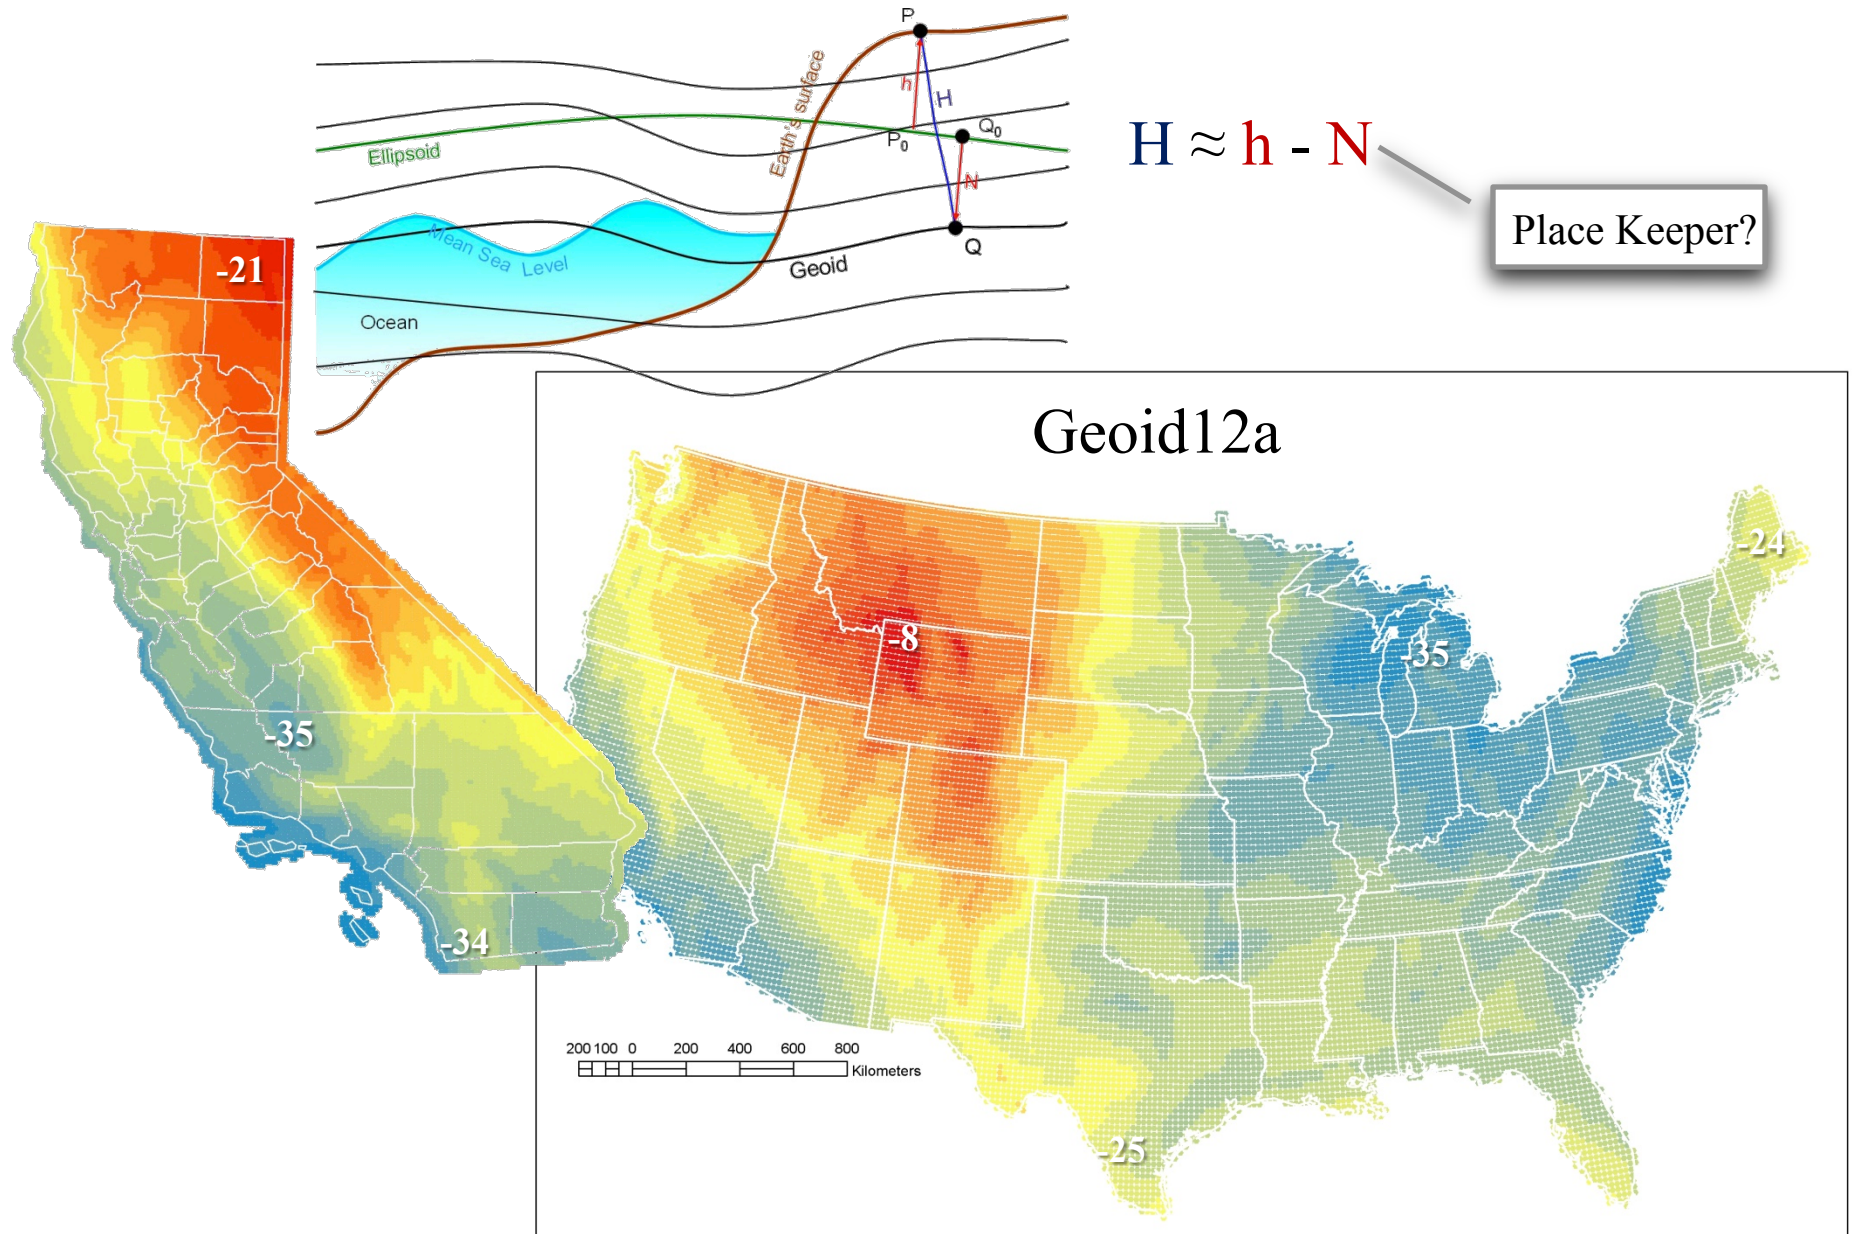 P
Earth's surface
h
H
Q₀
P₀
Ellipsoid
N
Mean Sea Level
Q
Geoid
Ocean
H ≈ h - N
Place Keeper?
-21
-35
-34
Geoid12a
-24
-8
-35
-25
200 100 0 200 400 600 800
Kilometers